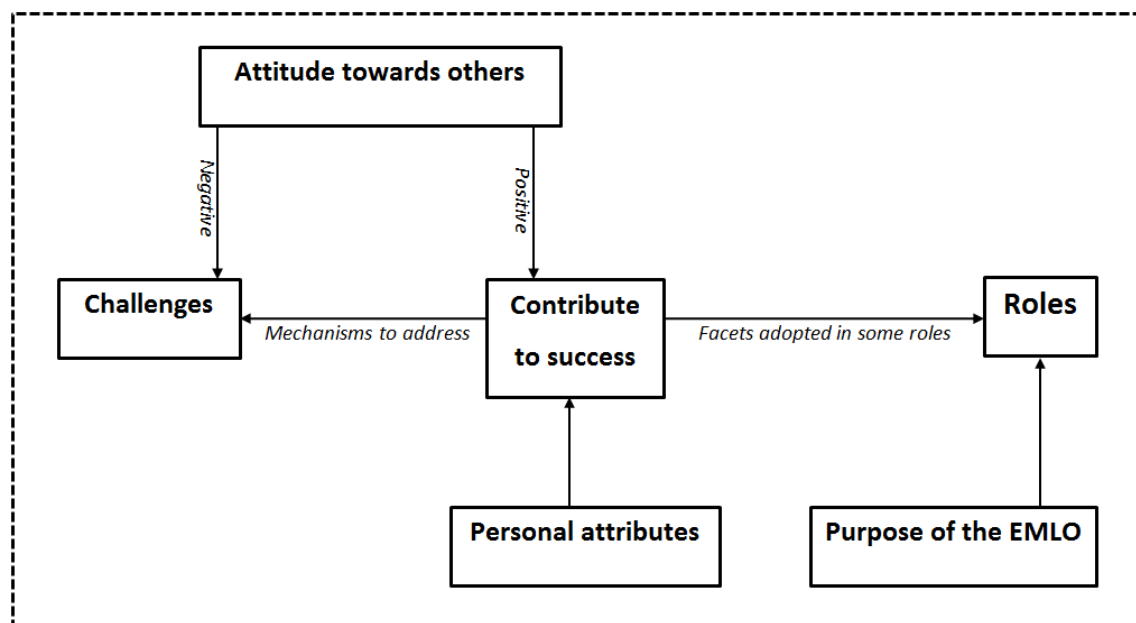 Attitude towards others
Negative
Positive
Challenges
Mechanisms to address
Contribute
to success
Facets adopted in some roles
Roles
Personal attributes
Purpose of the EMLO